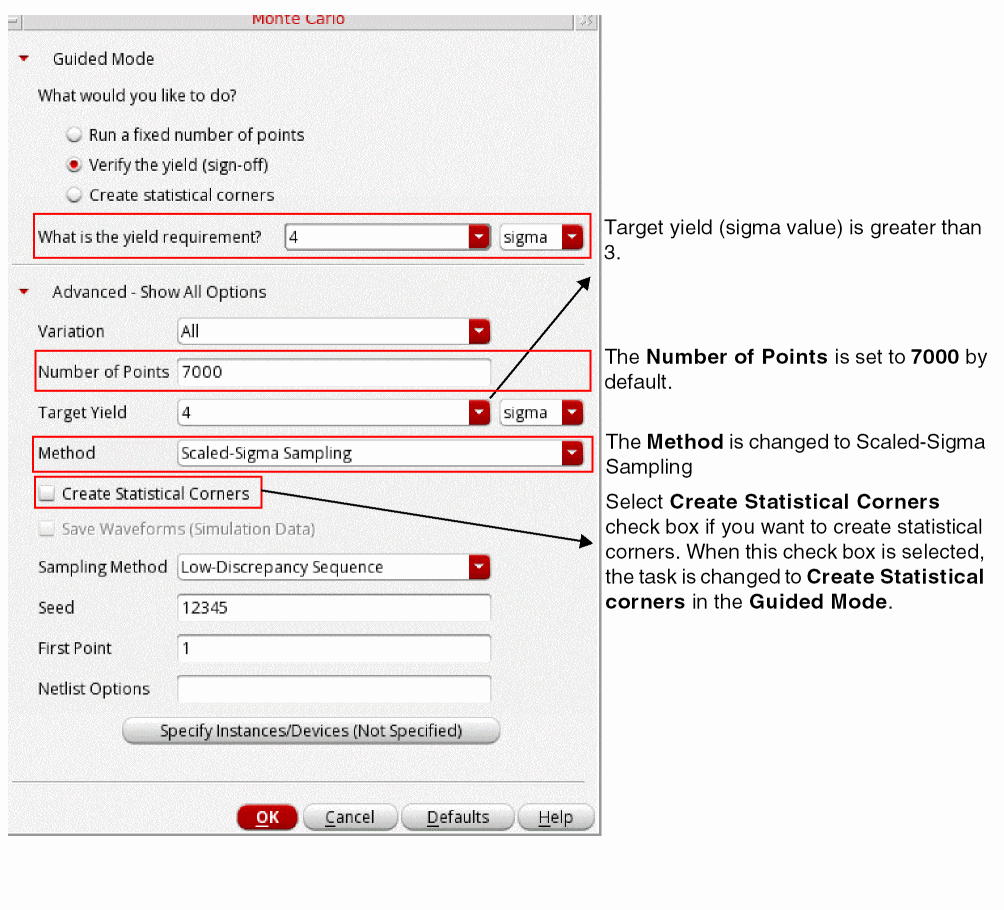 Monte Carlo
Guided Mode
What would you like to do?
Run a fixed number of points
Verify the yield (sign-off)
Create statistical corners
What is the yield requirement? 4 sigma
Target yield (sigma value) is greater than
3.
Advanced - Show All Options
Variation All
Number of Points 7000
The Number of Points is set to 7000 by
default.
Target Yield 4 sigma
Method Scaled-Sigma Sampling
The Method is changed to Scaled-Sigma
Sampling
Create Statistical Corners
Select Create Statistical Corners
check box if you want to create statistical
corners. When this check box is selected,
the task is changed to Create Statistical
corners in the Guided Mode.
Save Waveforms (Simulation Data)
Sampling Method Low-Discrepancy Sequence
Seed 12345
First Point 1
Netlist Options
Specify Instances/Devices (Not Specified)
OK Cancel Defaults Help